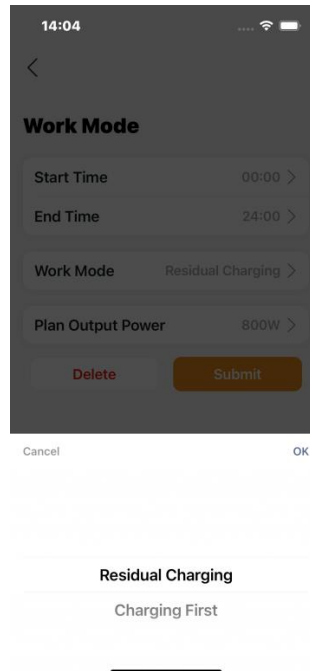 14:04
Work Mode
Start Time 00:00
End Time 24:00
Work Mode Residual Charging
Plan Output Power 800W
Delete Submit
Cancel OK
Residual Charging
Charging First